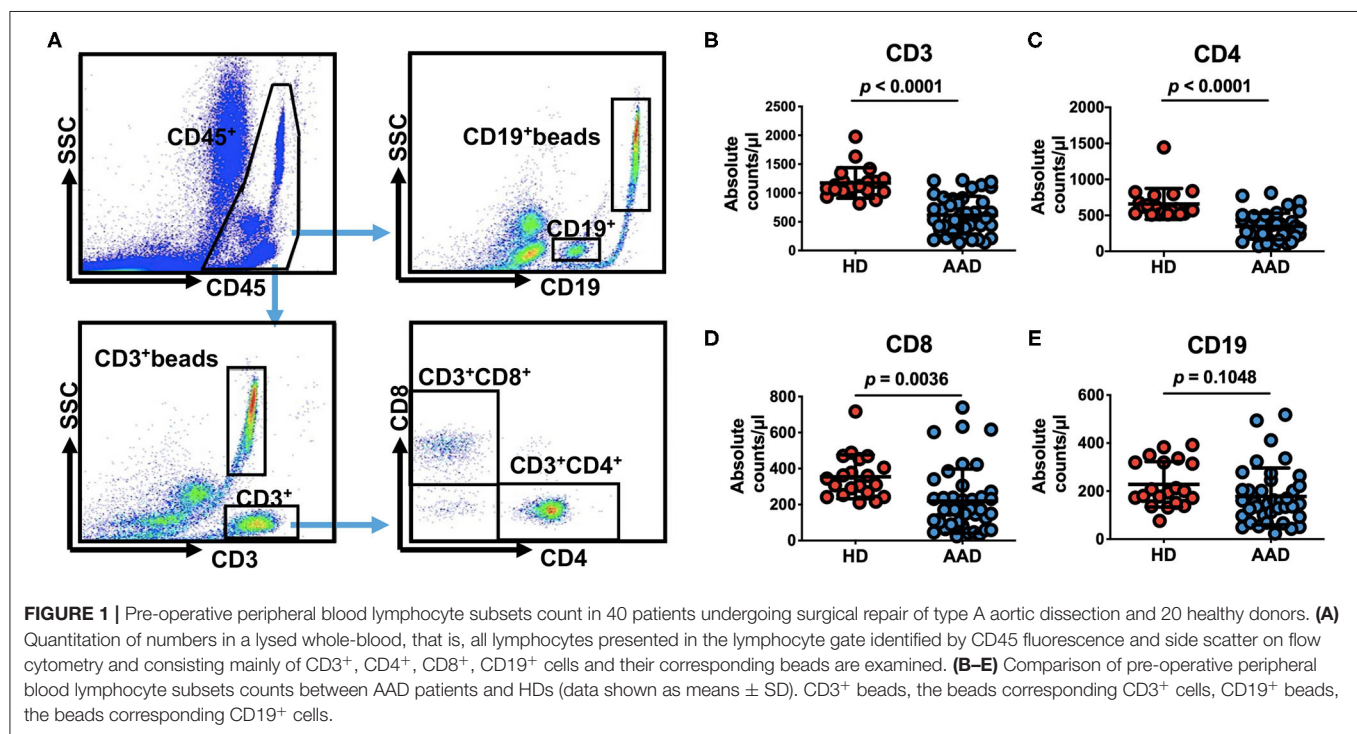 A
SSC
CD45⁺
CD45
SSC
CD19⁺beads
CD19⁺
CD19
SSC
CD3⁺beads
CD3⁺
CD3
CD8
CD3⁺CD8⁺
CD3⁺CD4⁺
CD4
B
CD3
p < 0.0001
Absolute
counts/µl
2500
2000
1500
1000
500
0
HD AAD
C
CD4
p < 0.0001
Absolute
counts/µl
2000
1500
1000
500
0
HD AAD
D
CD8
p = 0.0036
Absolute
counts/µl
800
600
400
200
0
HD AAD
E
CD19
p = 0.1048
Absolute
counts/µl
600
400
200
0
HD AAD
FIGURE 1 | Pre-operative peripheral blood lymphocyte subsets count in 40 patients undergoing surgical repair of type A aortic dissection and 20 healthy donors. (A)
Quantitation of numbers in a lysed whole-blood, that is, all lymphocytes presented in the lymphocyte gate identified by CD45 fluorescence and side scatter on flow
cytometry and consisting mainly of CD3⁺, CD4⁺, CD8⁺, CD19⁺ cells and their corresponding beads are examined. (B–E) Comparison of pre-operative peripheral
blood lymphocyte subsets counts between AAD patients and HDs (data shown as means ± SD). CD3⁺ beads, the beads corresponding CD3⁺ cells, CD19⁺ beads,
the beads corresponding CD19⁺ cells.